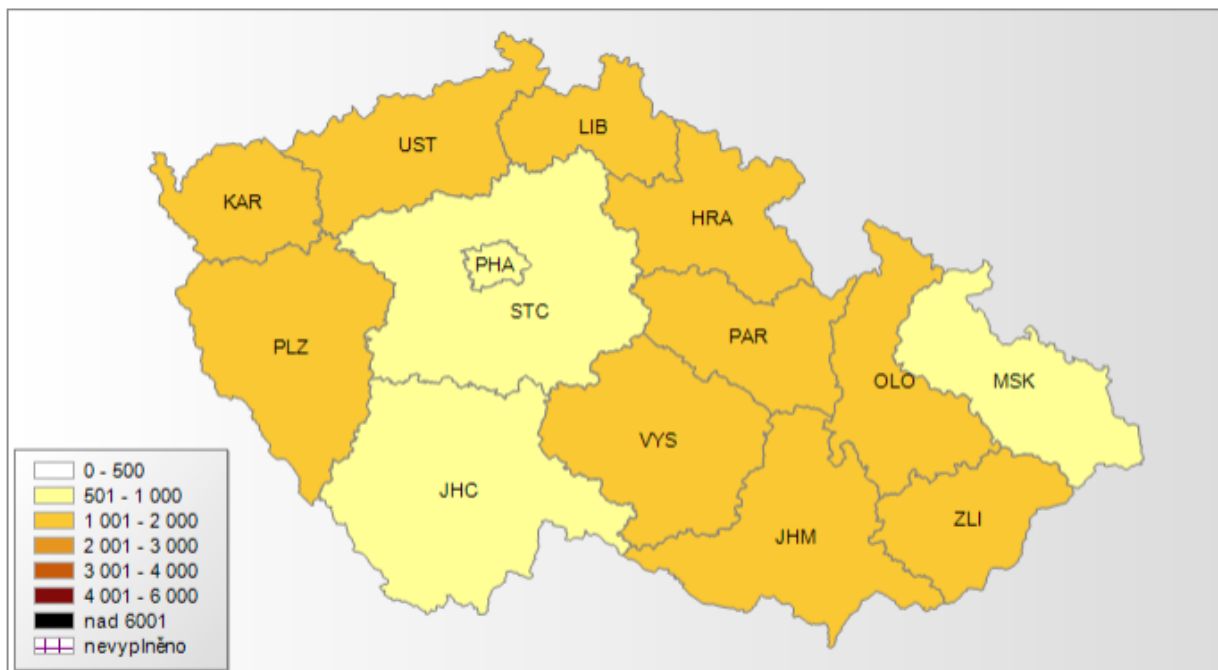 LIB
UST
KAR
HRA
PHA
STC
PAR
PLZ
OLO
MSK
VYS
JHC
ZLI
JHM
0 - 500
501 - 1 000
1 001 - 2 000
2 001 - 3 000
3 001 - 4 000
4 001 - 6 000
nad 6001
nevyplněno